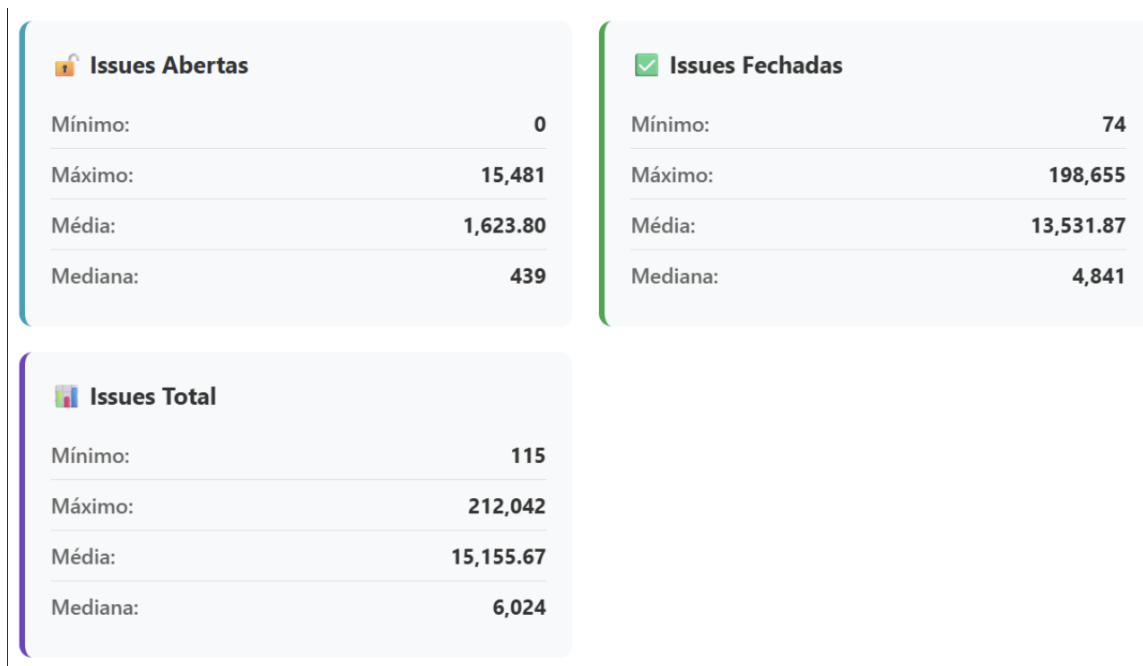 Issues Abertas
Mínimo: 0
Máximo: 15,481
Média: 1,623.80
Mediana: 439
Issues Fechadas
Mínimo: 74
Máximo: 198,655
Média: 13,531.87
Mediana: 4,841
Issues Total
Mínimo: 115
Máximo: 212,042
Média: 15,155.67
Mediana: 6,024